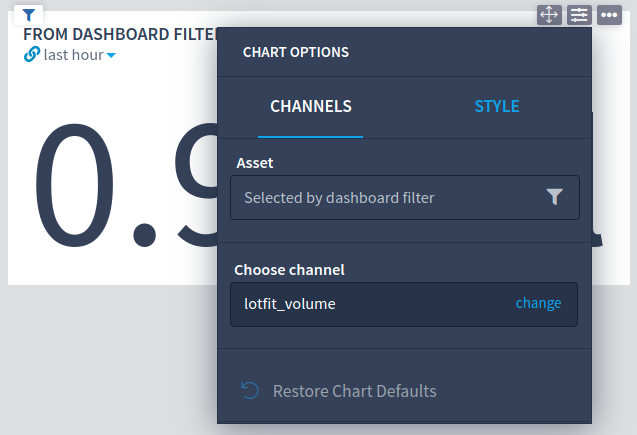 FROM DASHBOARD FILTE
last hour
0.9
CHART OPTIONS
CHANNELS STYLE
Asset
Selected by dashboard filter
Choose channel
lotfit_volume change
Restore Chart Defaults